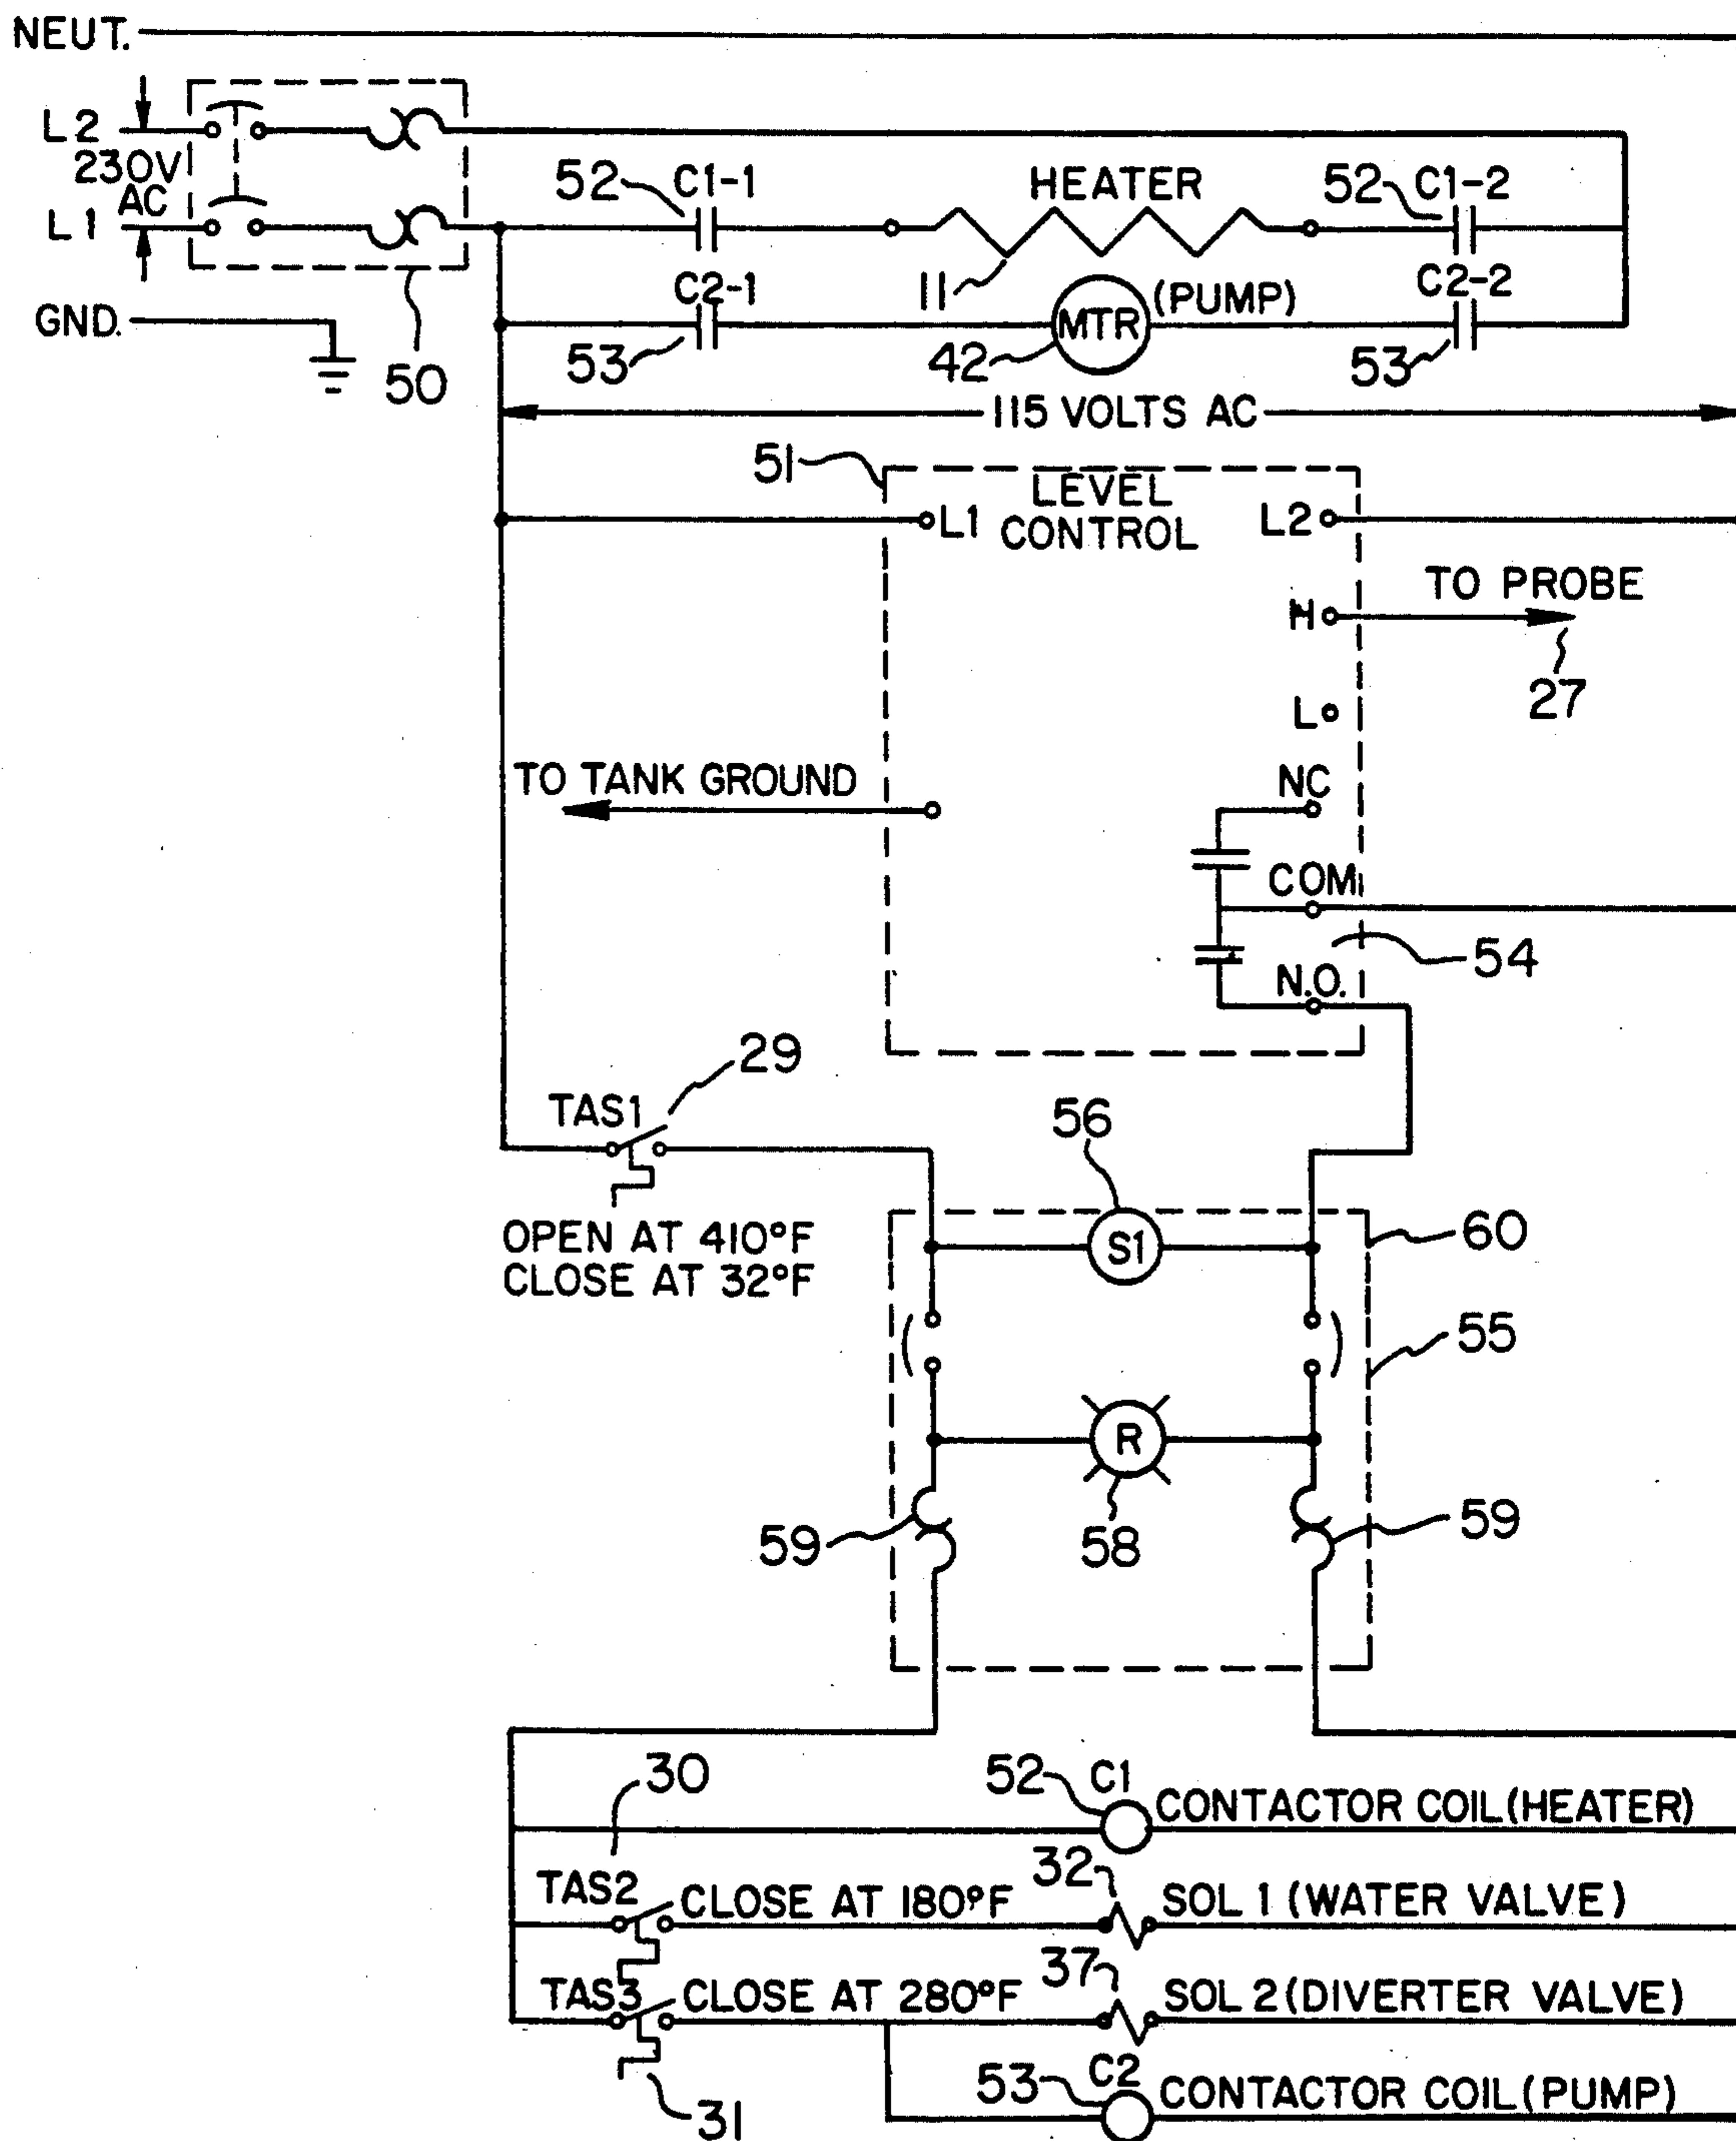 NEUT.
L2
230V
AC
L1
GND.
50
52
C1-1
HEATER
52
C1-2
11
C2-1
53
42
MTR
(PUMP)
C2-2
53
115 VOLTS AC
51
LEVEL
CONTROL
L1
L2
TO PROBE
H
27
L
TO TANK GROUND
NC
COM
54
N.O.
29
TAS1
OPEN AT 410°F
CLOSE AT 32°F
56
S1
60
55
R
59
58
59
30
52
C1
CONTACTOR COIL(HEATER)
TAS2
CLOSE AT 180°F
32
SOL 1 (WATER VALVE)
TAS3
CLOSE AT 280°F
37
SOL 2(DIVERTER VALVE)
31
53
C2
CONTACTOR COIL(PUMP)